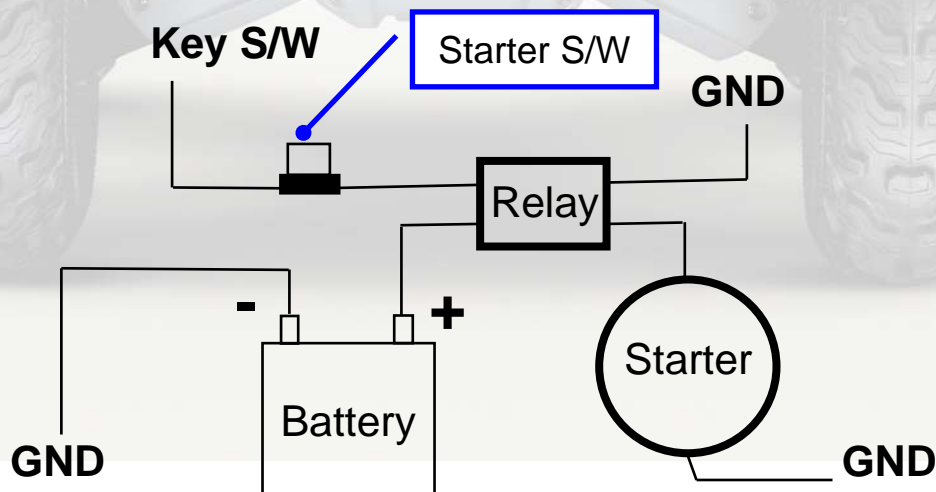 Key S/W
Starter S/W
GND
Relay
-
+
Starter
Battery
GND
GND